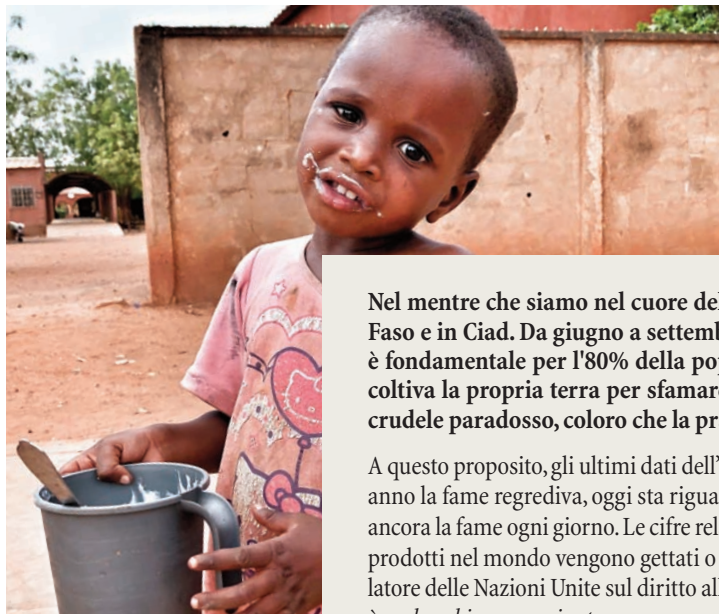 Nel mentre che siamo nel cuore del
Faso e in Ciad. Da giugno a settemb
è fondamentale per l'80% della pop
coltiva la propria terra per sfamar
crudele paradosso, coloro che la pr
A questo proposito, gli ultimi dati dell'
anno la fame regrediva, oggi sta rigua
ancora la fame ogni giorno. Le cifre rel
prodotti nel mondo vengono gettati o
latore delle Nazioni Unite sul diritto al